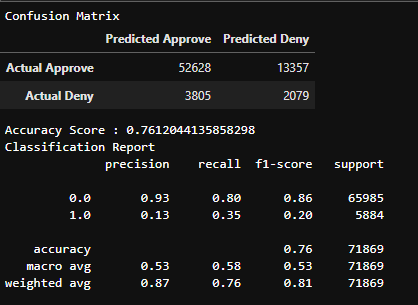 Confusion Matrix
Predicted Approve Predicted Deny
Actual Approve 52628 13357
Actual Deny 3805 2079
Accuracy Score : 0.7612044135858298
Classification Report
precision recall f1-score support
0.0 0.93 0.80 0.86 65985
1.0 0.13 0.35 0.20 5884
accuracy 0.76 71869
macro avg 0.53 0.58 0.53 71869
weighted avg 0.87 0.76 0.81 71869